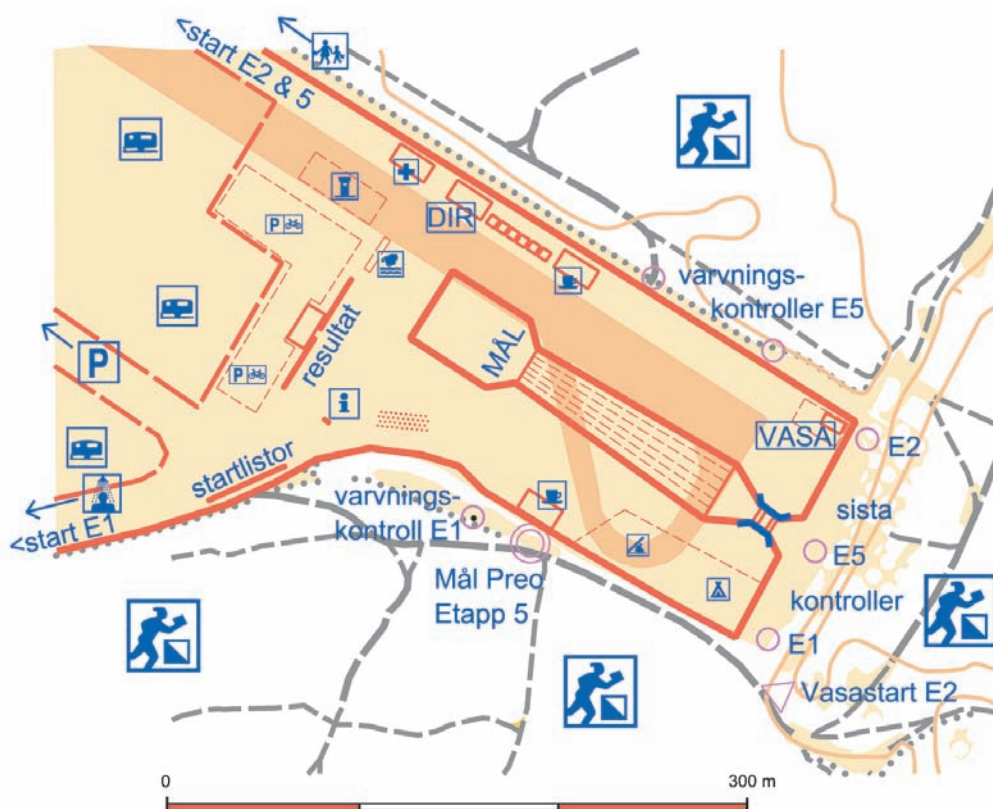 <start E2 & 5
P
DIR
varvnings-
kontroller E5
P
resultat
MÅL
P
P
i
VASA
E2
startlistor
sista
<start E1
varvnings-
kontroll E1
E5
Mål Preo
Etapp 5
kontroller
E1
Vasastart E2
0
300 m